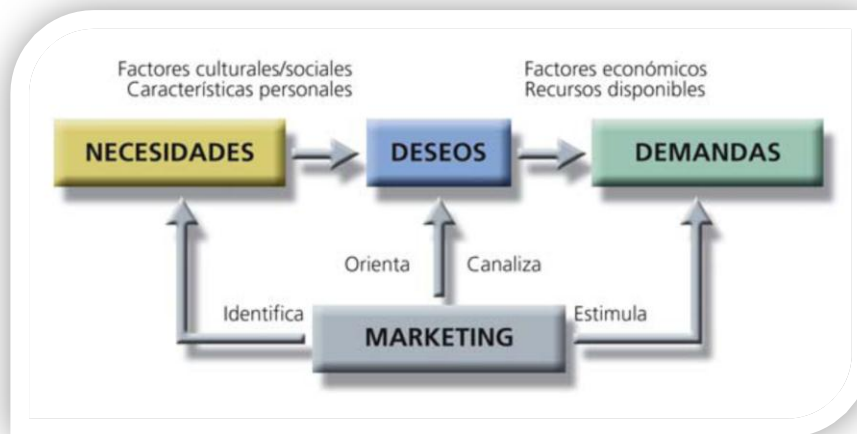 Factores culturales/sociales
Características personales
Factores económicos
Recursos disponibles
NECESIDADES
DESEOS
DEMANDAS
Orienta
Canaliza
Identifica
Estimula
MARKETING